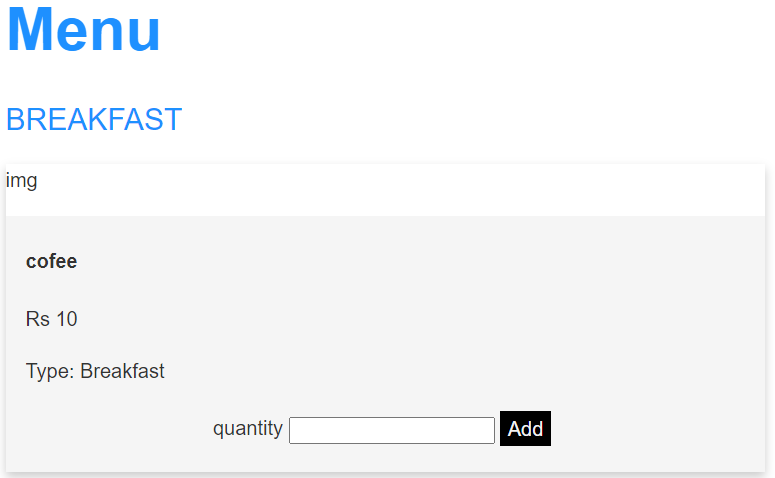 Menu
BREAKFAST
img
cofee
Rs 10
Type: Breakfast
quantity Add